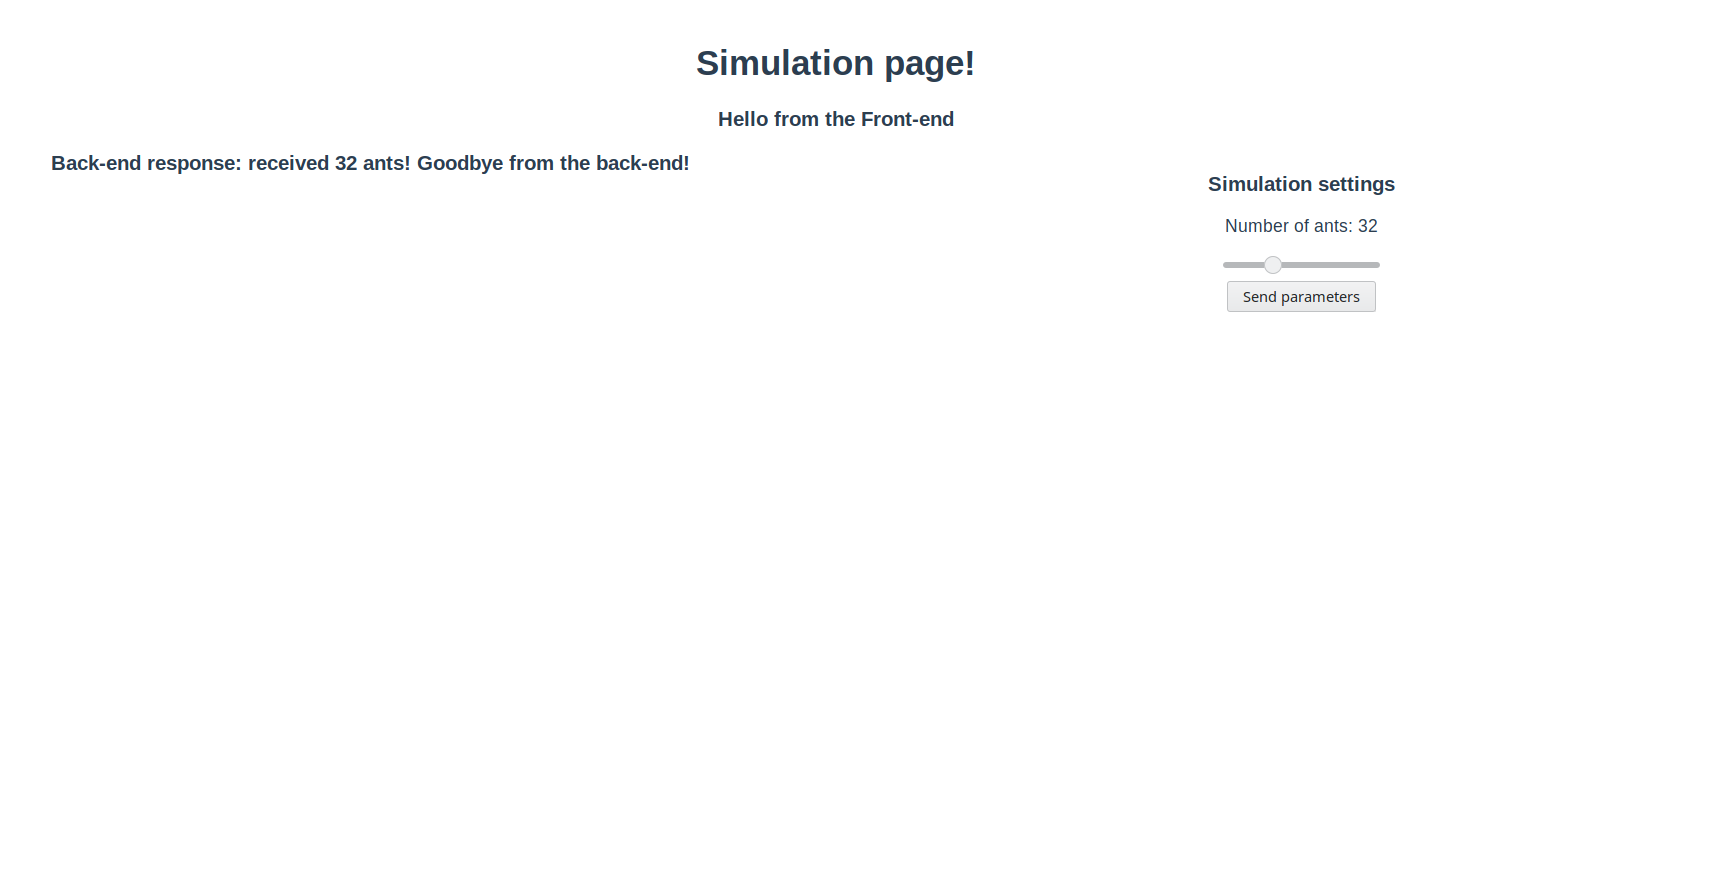 Simulation page!
Hello from the Front-end
Back-end response: received 32 ants! Goodbye from the back-end!
Simulation settings
Number of ants: 32
Send parameters